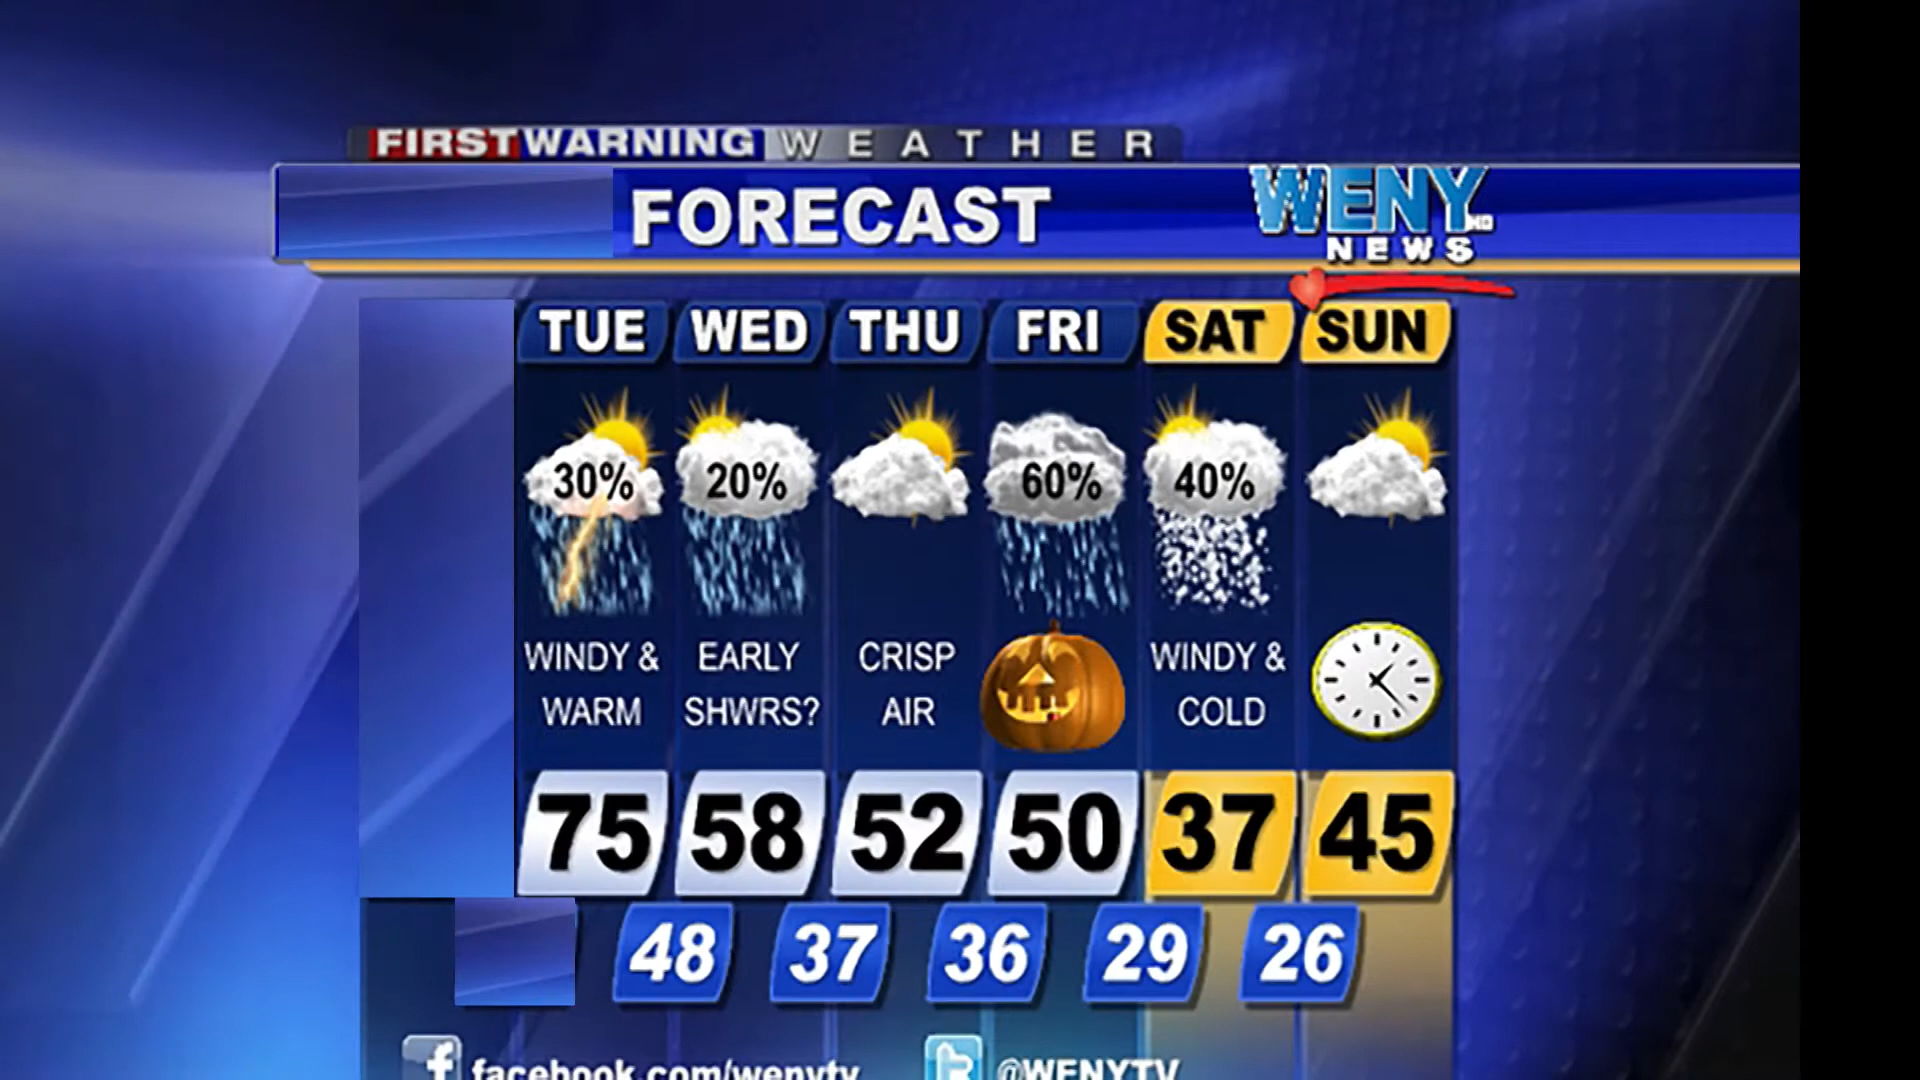 FIRSTWARNING WEATHER
FORECAST
WENY HD
NEWS
TUE WED THU FRI SAT SUN
30% 20% 60% 40%
WINDY & EARLY CRISP WINDY &
WARM SHWRS? AIR COLD
75 58 52 50 37 45
48 37 36 29 26
facebook.com/wenytv @WENYTV